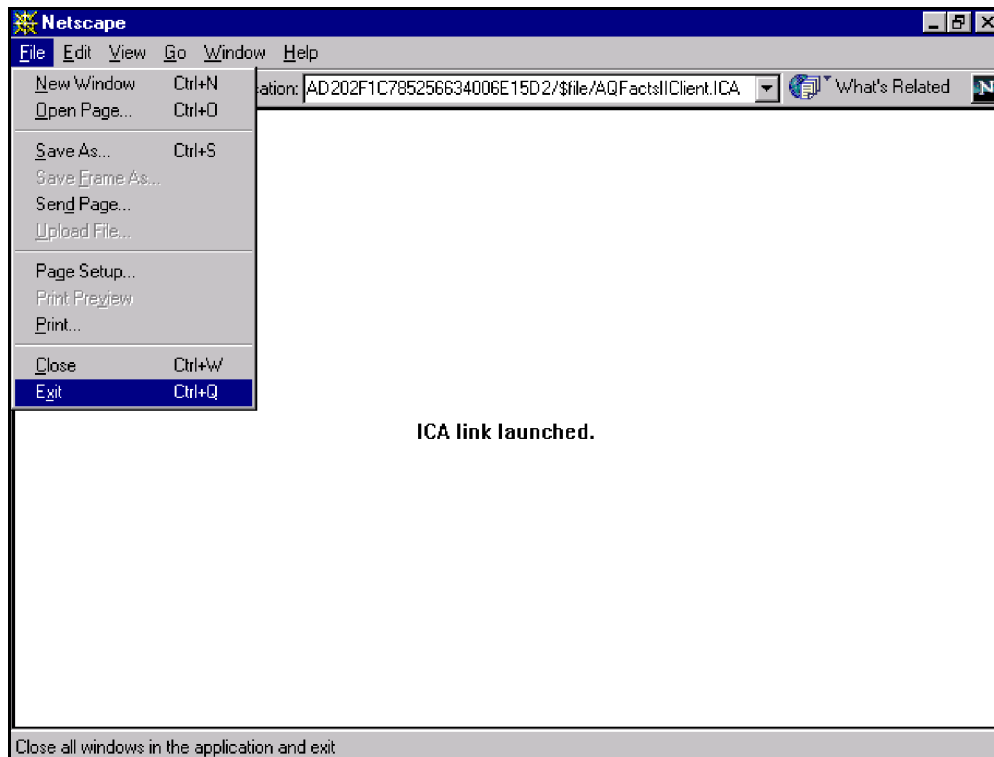 Netscape
File Edit View Go Window Help
ation: AD202F1C785256634006E15D2/$file/AQFactsIIClient.ICA What's Related N
New Window Ctrl+N
Open Page... Ctrl+O
Save As... Ctrl+S
Save Frame As...
Send Page...
Upload File...
Page Setup...
Print Preview
Print...
Close Ctrl+W
Exit Ctrl+Q
ICA link launched.
Close all windows in the application and exit